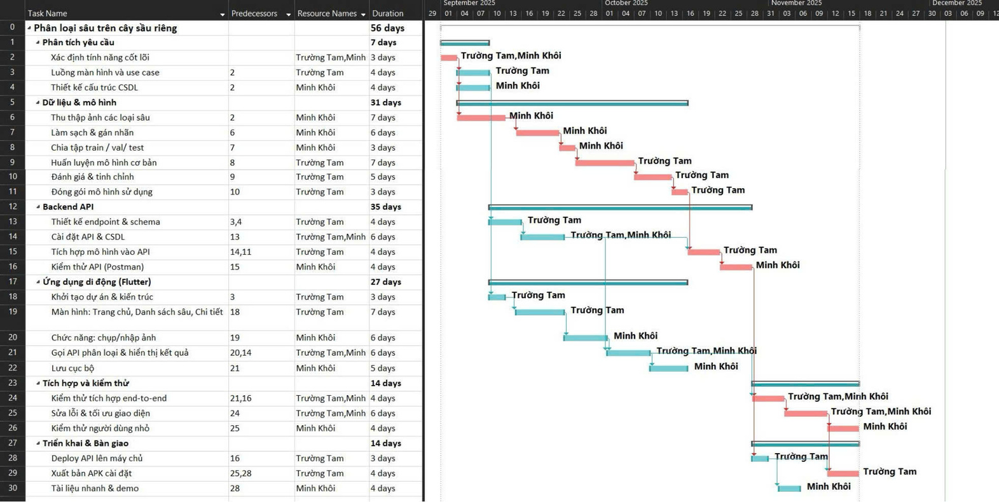 September 2025 October 2025 November 2025 December 2025
Task Name Predecessors Resource Names Duration 29 01 04 07 10 13 16 19 22 25 28 01 04 07 10 13 16 19 22 25 28 31 03 06 09 12 15 18 21 24 27 30 03 06 09 12
0 Phân loại sâu trên cây sầu riêng 56 days
1 Phân tích yêu cầu 7 days
2 Xác định tính năng cốt lõi Trường Tam,Minh 3 days Trường Tam,Minh Khôi
3 Luồng màn hình và use case 2 Trường Tam 4 days Trường Tam
4 Thiết kế cấu trúc CSDL 2 Minh Khôi 4 days Minh Khôi
5 Dữ liệu & mô hình 31 days
6 Thu thập ảnh các loại sâu 2 Minh Khôi 7 days Minh Khôi
7 Làm sạch & gán nhãn 6 Minh Khôi 6 days Minh Khôi
8 Chia tập train / val/ test 7 Minh Khôi 3 days Minh Khôi
9 Huấn luyện mô hình cơ bản 8 Trường Tam 7 days Trường Tam
10 Đánh giá & tinh chỉnh 9 Trường Tam 5 days Trường Tam
11 Đóng gói mô hình sử dụng 10 Trường Tam 3 days Trường Tam
12 Backend API 35 days
13 Thiết kế endpoint & schema 3,4 Trường Tam 4 days Trường Tam
14 Cài đặt API & CSDL 13 Trường Tam,Minh 6 days Trường Tam,Minh Khôi
15 Tích hợp mô hình vào API 14,11 Trường Tam 4 days Trường Tam
16 Kiểm thử API (Postman) 15 Minh Khôi 4 days Minh Khôi
17 Ứng dụng di động (Flutter) 27 days
18 Khởi tạo dự án & kiến trúc 3 Trường Tam 3 days Trường Tam
19 Màn hình: Trang chủ, Danh sách sâu, Chi tiết 18 Trường Tam 7 days Trường Tam
20 Chức năng: chụp/nhập ảnh 19 Minh Khôi 6 days Minh Khôi
21 Gọi API phân loại & hiển thị kết quả 20,14 Trường Tam,Minh 6 days Trường Tam,Minh Khôi
22 Lưu cục bộ 21 Minh Khôi 5 days Minh Khôi
23 Tích hợp và kiểm thử 14 days
24 Kiểm thử tích hợp end-to-end 21,16 Trường Tam,Minh 4 days Trường Tam,Minh Khôi
25 Sửa lỗi & tối ưu giao diện 24 Trường Tam,Minh 6 days Trường Tam,Minh Khôi
26 Kiểm thử người dùng nhỏ 25 Minh Khôi 4 days Minh Khôi
27 Triển khai & Bàn giao 14 days
28 Deploy API lên máy chủ 16 Trường Tam 3 days Trường Tam
29 Xuất bản APK cài đặt 25,28 Trường Tam 4 days Trường Tam
30 Tài liệu nhanh & demo 28 Minh Khôi 4 days Minh Khôi